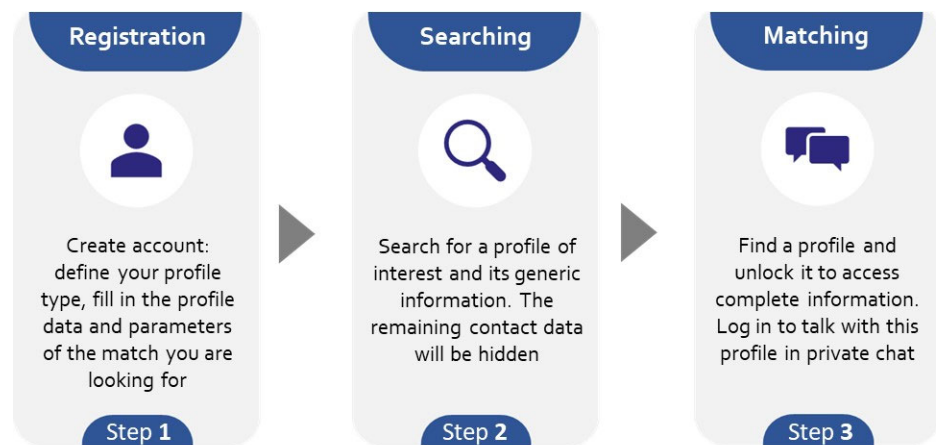 Registration
Create account:
define your profile
type, fill in the profile
data and parameters
of the match you are
looking for
Step 1
Searching
Search for a profile of
interest and its generic
information. The
remaining contact data
will be hidden
Step 2
Matching
Find a profile and
unlock it to access
complete information.
Log in to talk with this
profile in private chat
Step 3